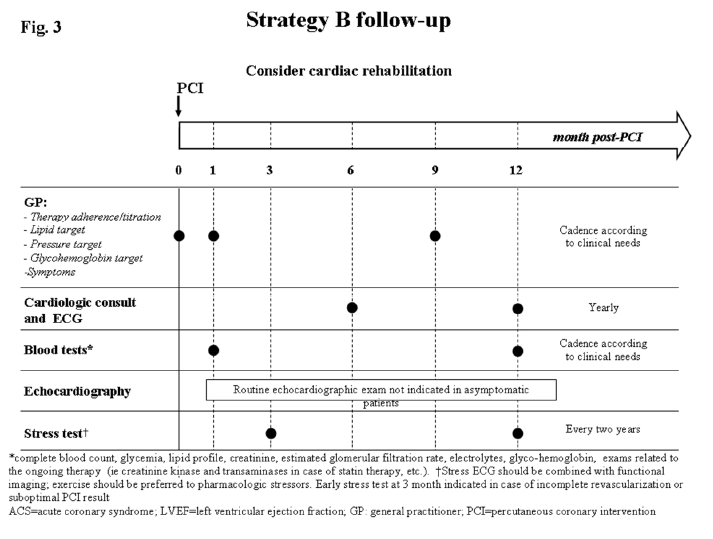 Fig. 3
Strategy B follow-up
Consider cardiac rehabilitation
PCI
month post-PCI
0 1 3 6 9 12
GP:
- Therapy adherence/titration
- Lipid target
- Pressure target
- Glycohemoglobin target
-Symptoms
Cadence according
to clinical needs
Cardiologic consult
and ECG
Yearly
Blood tests*
Cadence according
to clinical needs
Echocardiography
Routine echocardiographic exam not indicated in asymptomatic
patients
Stress test†
Every two years
*complete blood count, glycemia, lipid profile, creatinine, estimated glomerular filtration rate, electrolytes, glyco-hemoglobin, exams related to
the ongoing therapy (ie creatinine kinase and transaminases in case of statin therapy, etc.). †Stress ECG should be combined with functional
imaging; exercise should be preferred to pharmacologic stressors. Early stress test at 3 month indicated in case of incomplete revascularization or
suboptimal PCI result
ACS=acute coronary syndrome; LVEF=left ventricular ejection fraction; GP: general practitioner; PCI=percutaneous coronary intervention